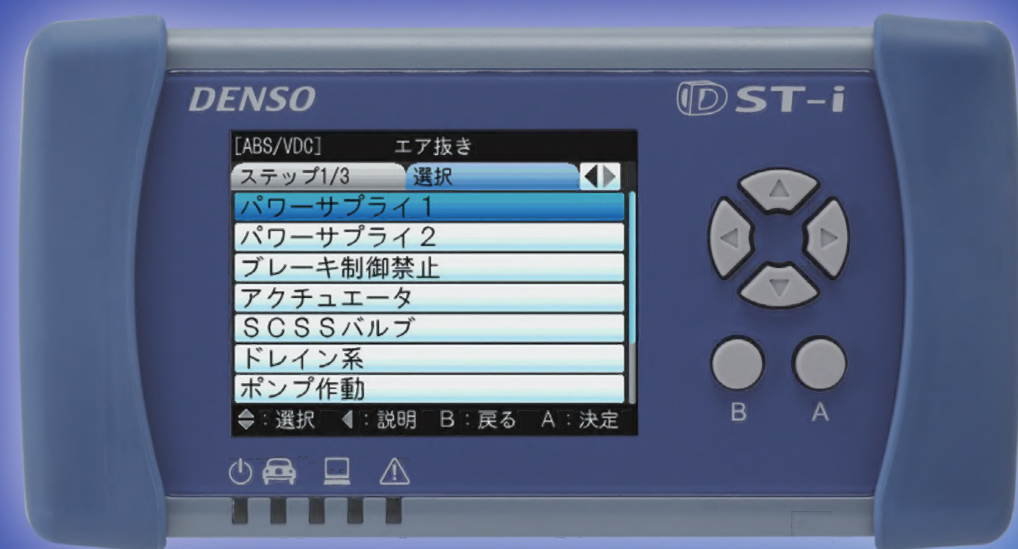 DENSO
DST-i
[ABS/VDC] エア抜き
ステップ1/3 選択
パワーサプライ1
パワーサプライ2
ブレーキ制御禁止
アクチュエータ
SCSSバルブ
ドレイン系
ポンプ作動
:選択 :説明 B:戻る A:決定
B A